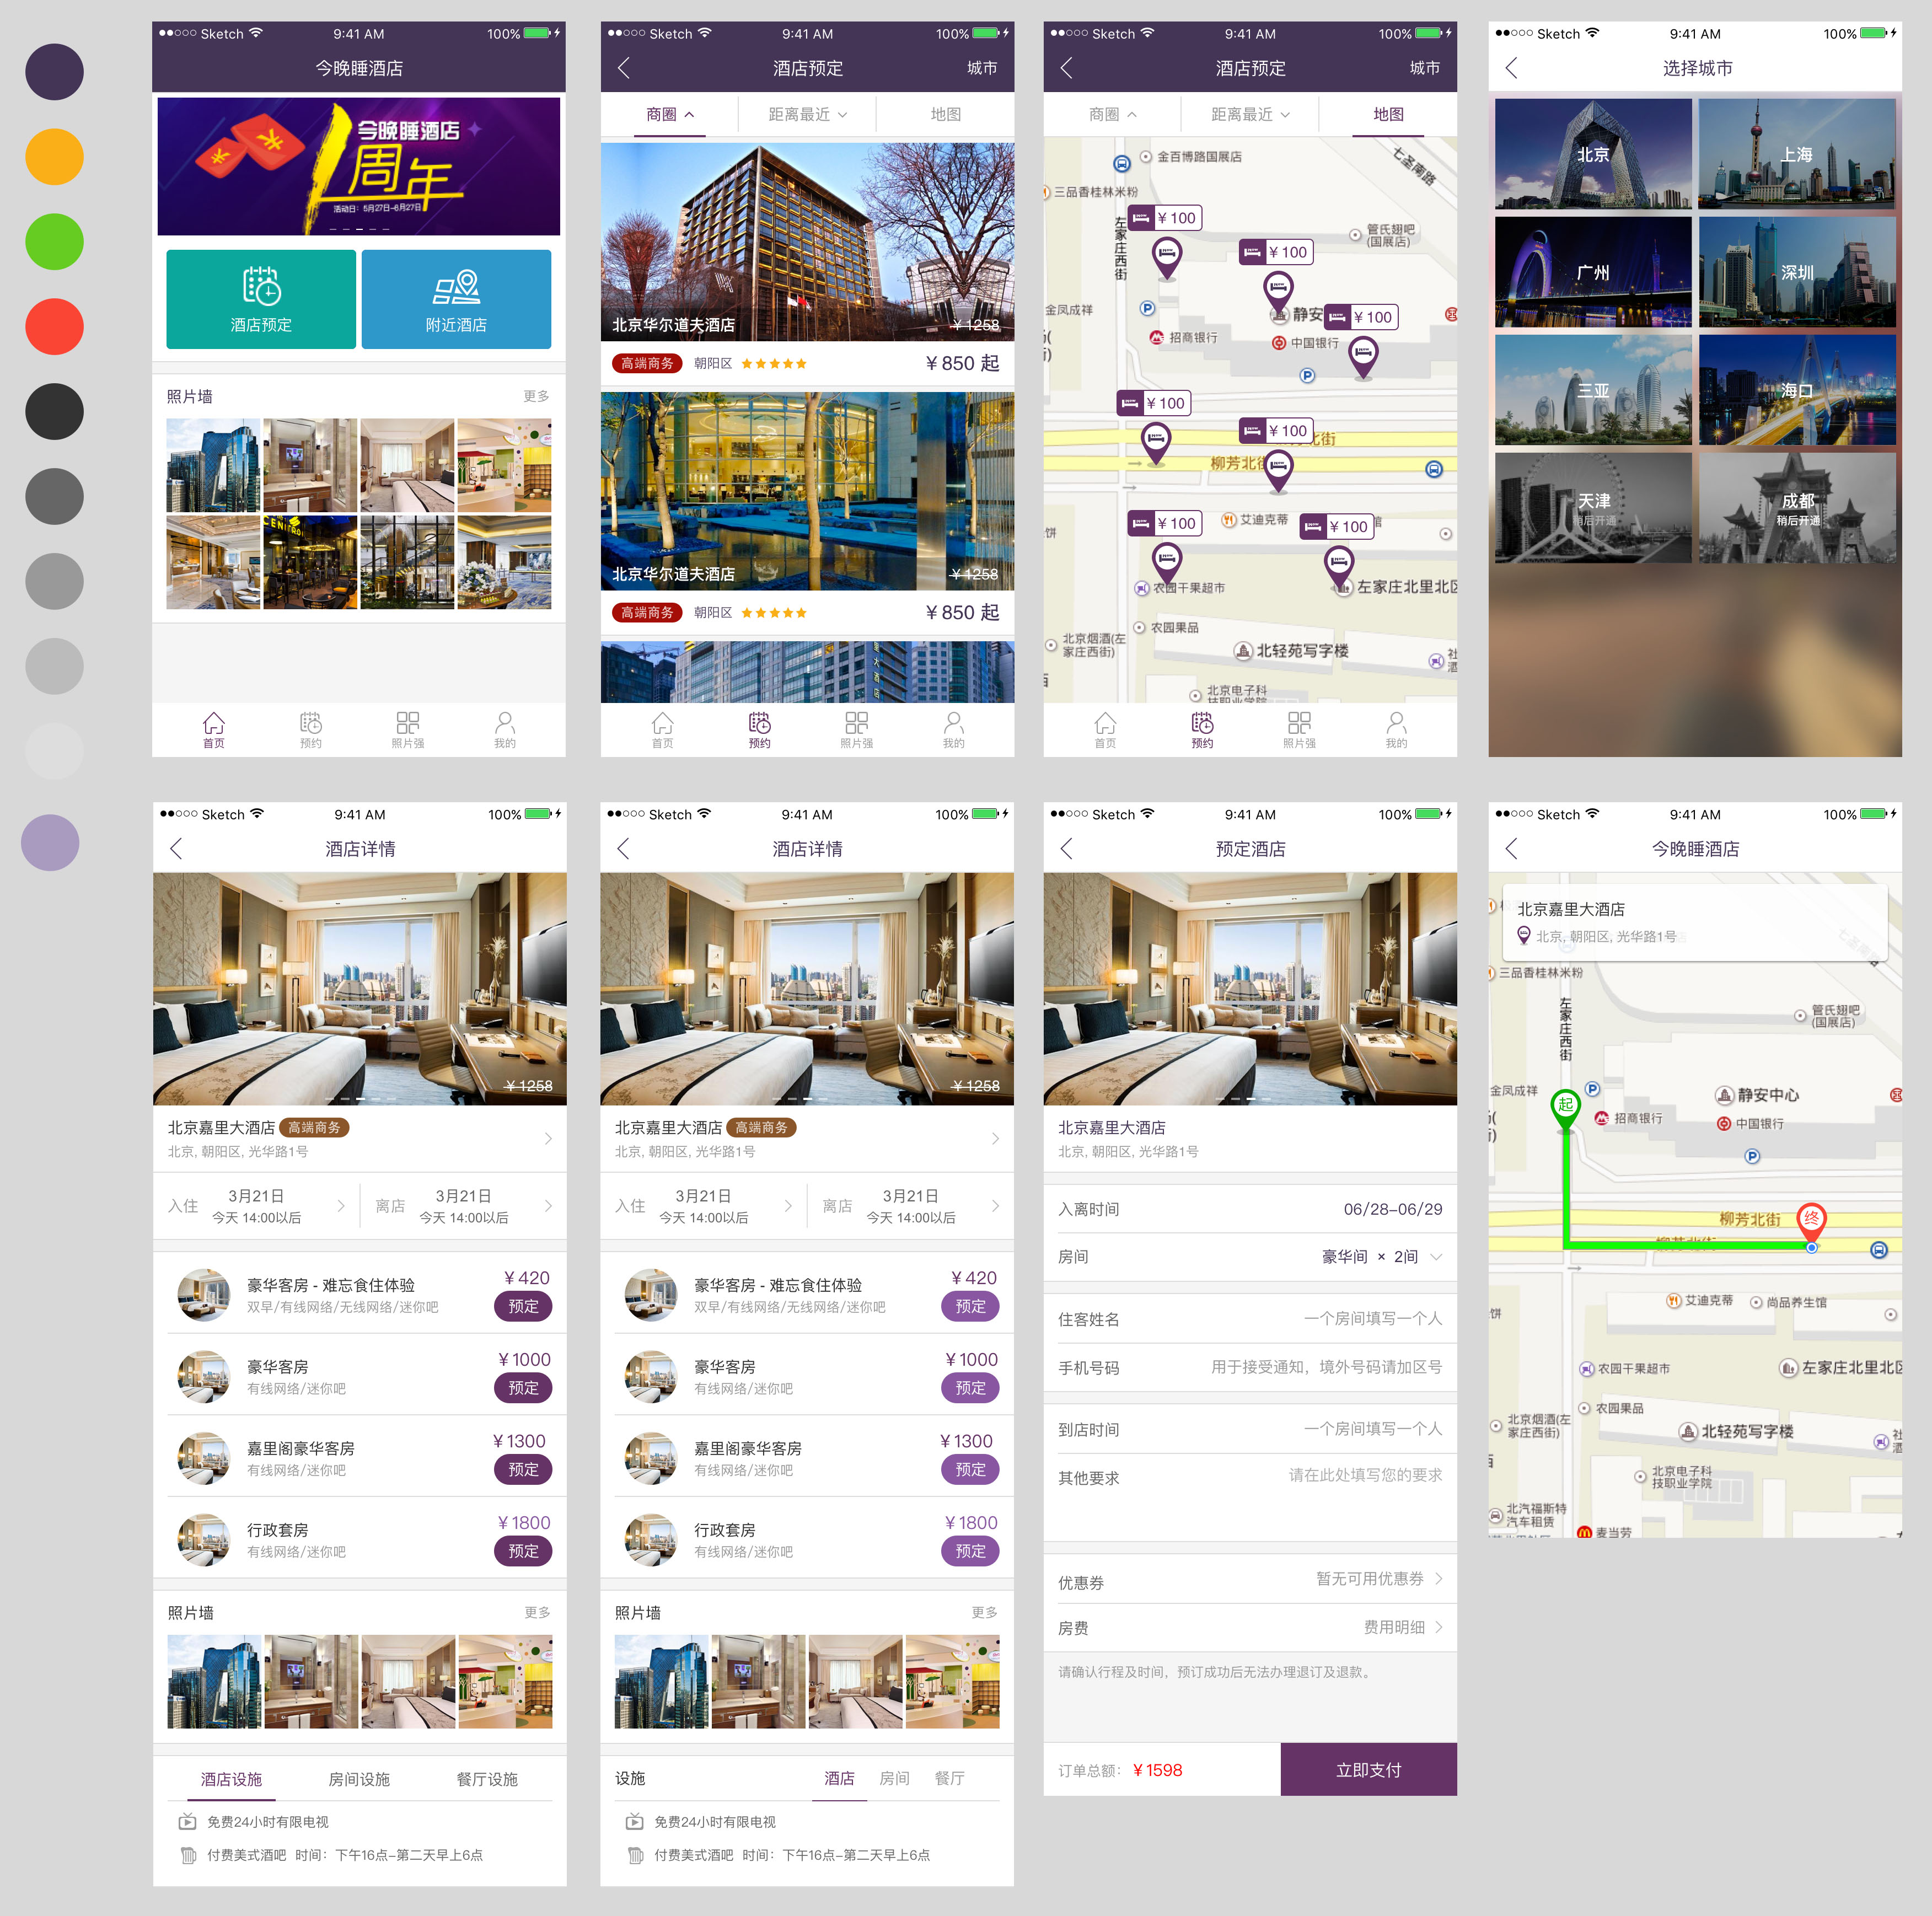 Sketch 9:41 AM 100%
今晚睡酒店
今晚睡酒店
1周年
活动日：5月27日-6月27日
酒店预定
附近酒店
照片墙 更多
首页 预约 照片强 我的
Sketch 9:41 AM 100%
酒店预定 城市
商圈 距离最近 地图
北京华尔道夫酒店 ¥1258
高端商务 朝阳区 ¥850 起
北京华尔道夫酒店 ¥1258
高端商务 朝阳区 ¥850 起
首页 预约 照片强 我的
Sketch 9:41 AM 100%
酒店预定 城市
商圈 距离最近 地图
金百博路国展店
七圣南路
三品香桂林米粉
¥100
左家庄西街
管氏翅吧
(国展店)
¥100
金凤成祥
P
静安
¥100
招商银行
中国银行
P
¥100
¥100
北街
柳芳北街
¥100
艾迪克蒂
¥100
饼
农园干果超市
左家庄北里北区
农园果品
北京烟酒(左
家庄西街)
北轻苑写字楼
北京电子科
技职业学院
首页 预约 照片强 我的
Sketch 9:41 AM 100%
选择城市
北京 上海
广州 深圳
三亚 海口
天津 成都
稍后开通 稍后开通
Sketch 9:41 AM 100%
酒店详情
¥1258
北京嘉里大酒店 高端商务
北京, 朝阳区, 光华路1号
入住 3月21日 离店 3月21日
今天 14:00以后 今天 14:00以后
豪华客房 - 难忘食住体验 ¥420
双早/有线网络/无线网络/迷你吧 预定
豪华客房 ¥1000
有线网络/迷你吧 预定
嘉里阁豪华客房 ¥1300
有线网络/迷你吧 预定
行政套房 ¥1800
有线网络/迷你吧 预定
照片墙 更多
酒店设施 房间设施 餐厅设施
免费24小时有限电视
付费美式酒吧 时间：下午16点-第二天早上6点
Sketch 9:41 AM 100%
酒店详情
¥1258
北京嘉里大酒店 高端商务
北京, 朝阳区, 光华路1号
入住 3月21日 离店 3月21日
今天 14:00以后 今天 14:00以后
豪华客房 - 难忘食住体验 ¥420
双早/有线网络/无线网络/迷你吧 预定
豪华客房 ¥1000
有线网络/迷你吧 预定
嘉里阁豪华客房 ¥1300
有线网络/迷你吧 预定
行政套房 ¥1800
有线网络/迷你吧 预定
照片墙 更多
设施 酒店 房间 餐厅
免费24小时有限电视
付费美式酒吧 时间：下午16点-第二天早上6点
Sketch 9:41 AM 100%
预定酒店
北京嘉里大酒店
北京, 朝阳区, 光华路1号
入离时间 06/28-06/29
房间 豪华间 × 2间
住客姓名 一个房间填写一个人
手机号码 用于接受通知，境外号码请加区号
到店时间 一个房间填写一个人
其他要求 请在此处填写您的要求
优惠券 暂无可用优惠券
房费 费用明细
请确认行程及时间，预订成功后无法办理退订及退款。
订单总额：¥1598 立即支付
Sketch 9:41 AM 100%
今晚睡酒店
北京嘉里大酒店
北京, 朝阳区, 光华路1号
三品香桂林米粉
左家庄西街
管氏翅吧
(国展店)
金凤成祥
P
静安中心
起
招商银行
中国银行
P
柳芳北街
终
艾迪克蒂
尚品养生馆
饼
农园干果超市
左家庄北里北区
农园果品
北京烟酒(左
家庄西街)
北轻苑写字楼
北京电子科
技职业学院
北汽福斯特
汽车租赁
麦当劳